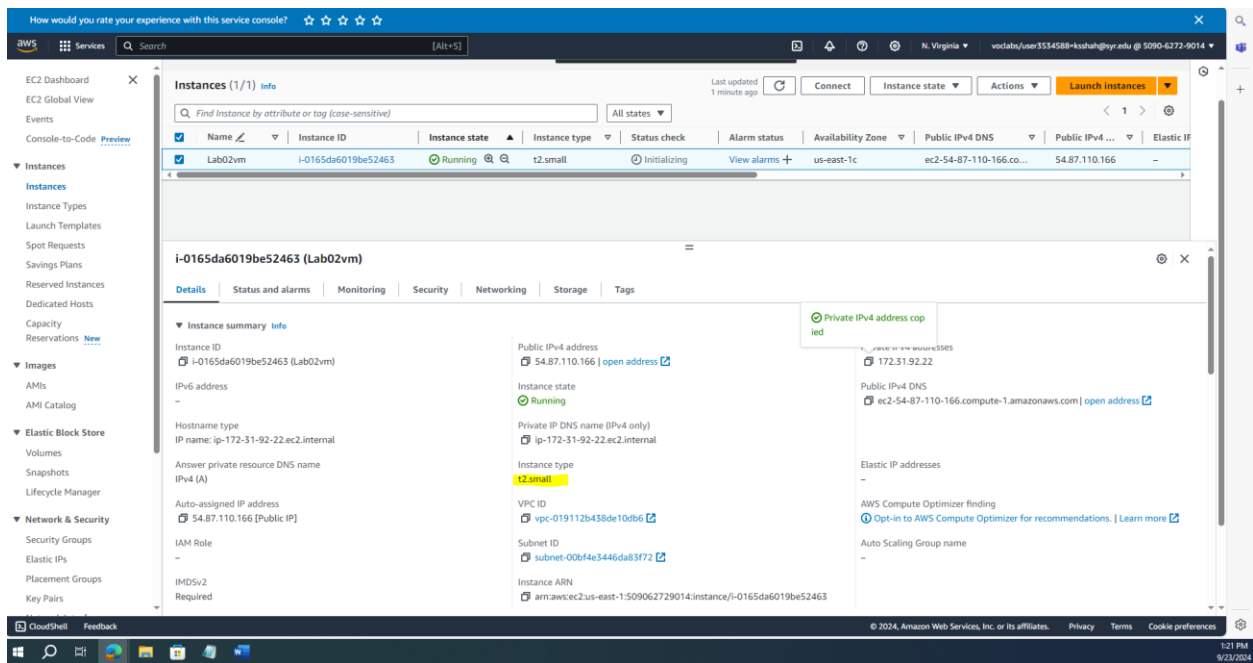 How would you rate your experience with this service console?
aws Services Search [Alt+S] N. Virginia voclabs/user3534588=ksshah@syr.edu @ 5090-6272-9014
EC2 Dashboard
EC2 Global View
Events
Console-to-Code Preview
Instances
Instances
Instance Types
Launch Templates
Spot Requests
Savings Plans
Reserved Instances
Dedicated Hosts
Capacity
Reservations New
Images
AMIs
AMI Catalog
Elastic Block Store
Volumes
Snapshots
Lifecycle Manager
Network & Security
Security Groups
Elastic IPs
Placement Groups
Key Pairs
Instances (1/1) Info
Last updated
1 minute ago
Connect Instance state Actions Launch instances
Find Instance by attribute or tag (case-sensitive) All states 1
Name Instance ID Instance state Instance type Status check Alarm status Availability Zone Public IPv4 DNS Public IPv4 ... Elastic IP
Lab02vm i-0165da6019be52463 Running t2.small Initializing View alarms + us-east-1c ec2-54-87-110-166.co... 54.87.110.166 –
i-0165da6019be52463 (Lab02vm)
Details Status and alarms Monitoring Security Networking Storage Tags
Private IPv4 address cop
ied
Instance summary Info
Instance ID
i-0165da6019be52463 (Lab02vm)
Public IPv4 address
54.87.110.166 | open address
172.31.92.22
IPv6 address
–
Instance state
Running
Public IPv4 DNS
ec2-54-87-110-166.compute-1.amazonaws.com | open address
Hostname type
IP name: ip-172-31-92-22.ec2.internal
Private IP DNS name (IPv4 only)
ip-172-31-92-22.ec2.internal
Answer private resource DNS name
IPv4 (A)
Instance type
t2.small
Elastic IP addresses
–
Auto-assigned IP address
54.87.110.166 [Public IP]
VPC ID
vpc-019112b438de10db6
AWS Compute Optimizer finding
Opt-in to AWS Compute Optimizer for recommendations. | Learn more
IAM Role
–
Subnet ID
subnet-00bf4e3446da83f72
Auto Scaling Group name
–
IMDSv2
Required
Instance ARN
arn:aws:ec2:us-east-1:509062729014:instance/i-0165da6019be52463
CloudShell Feedback © 2024, Amazon Web Services, Inc. or its affiliates. Privacy Terms Cookie preferences
1:21 PM
9/23/2024